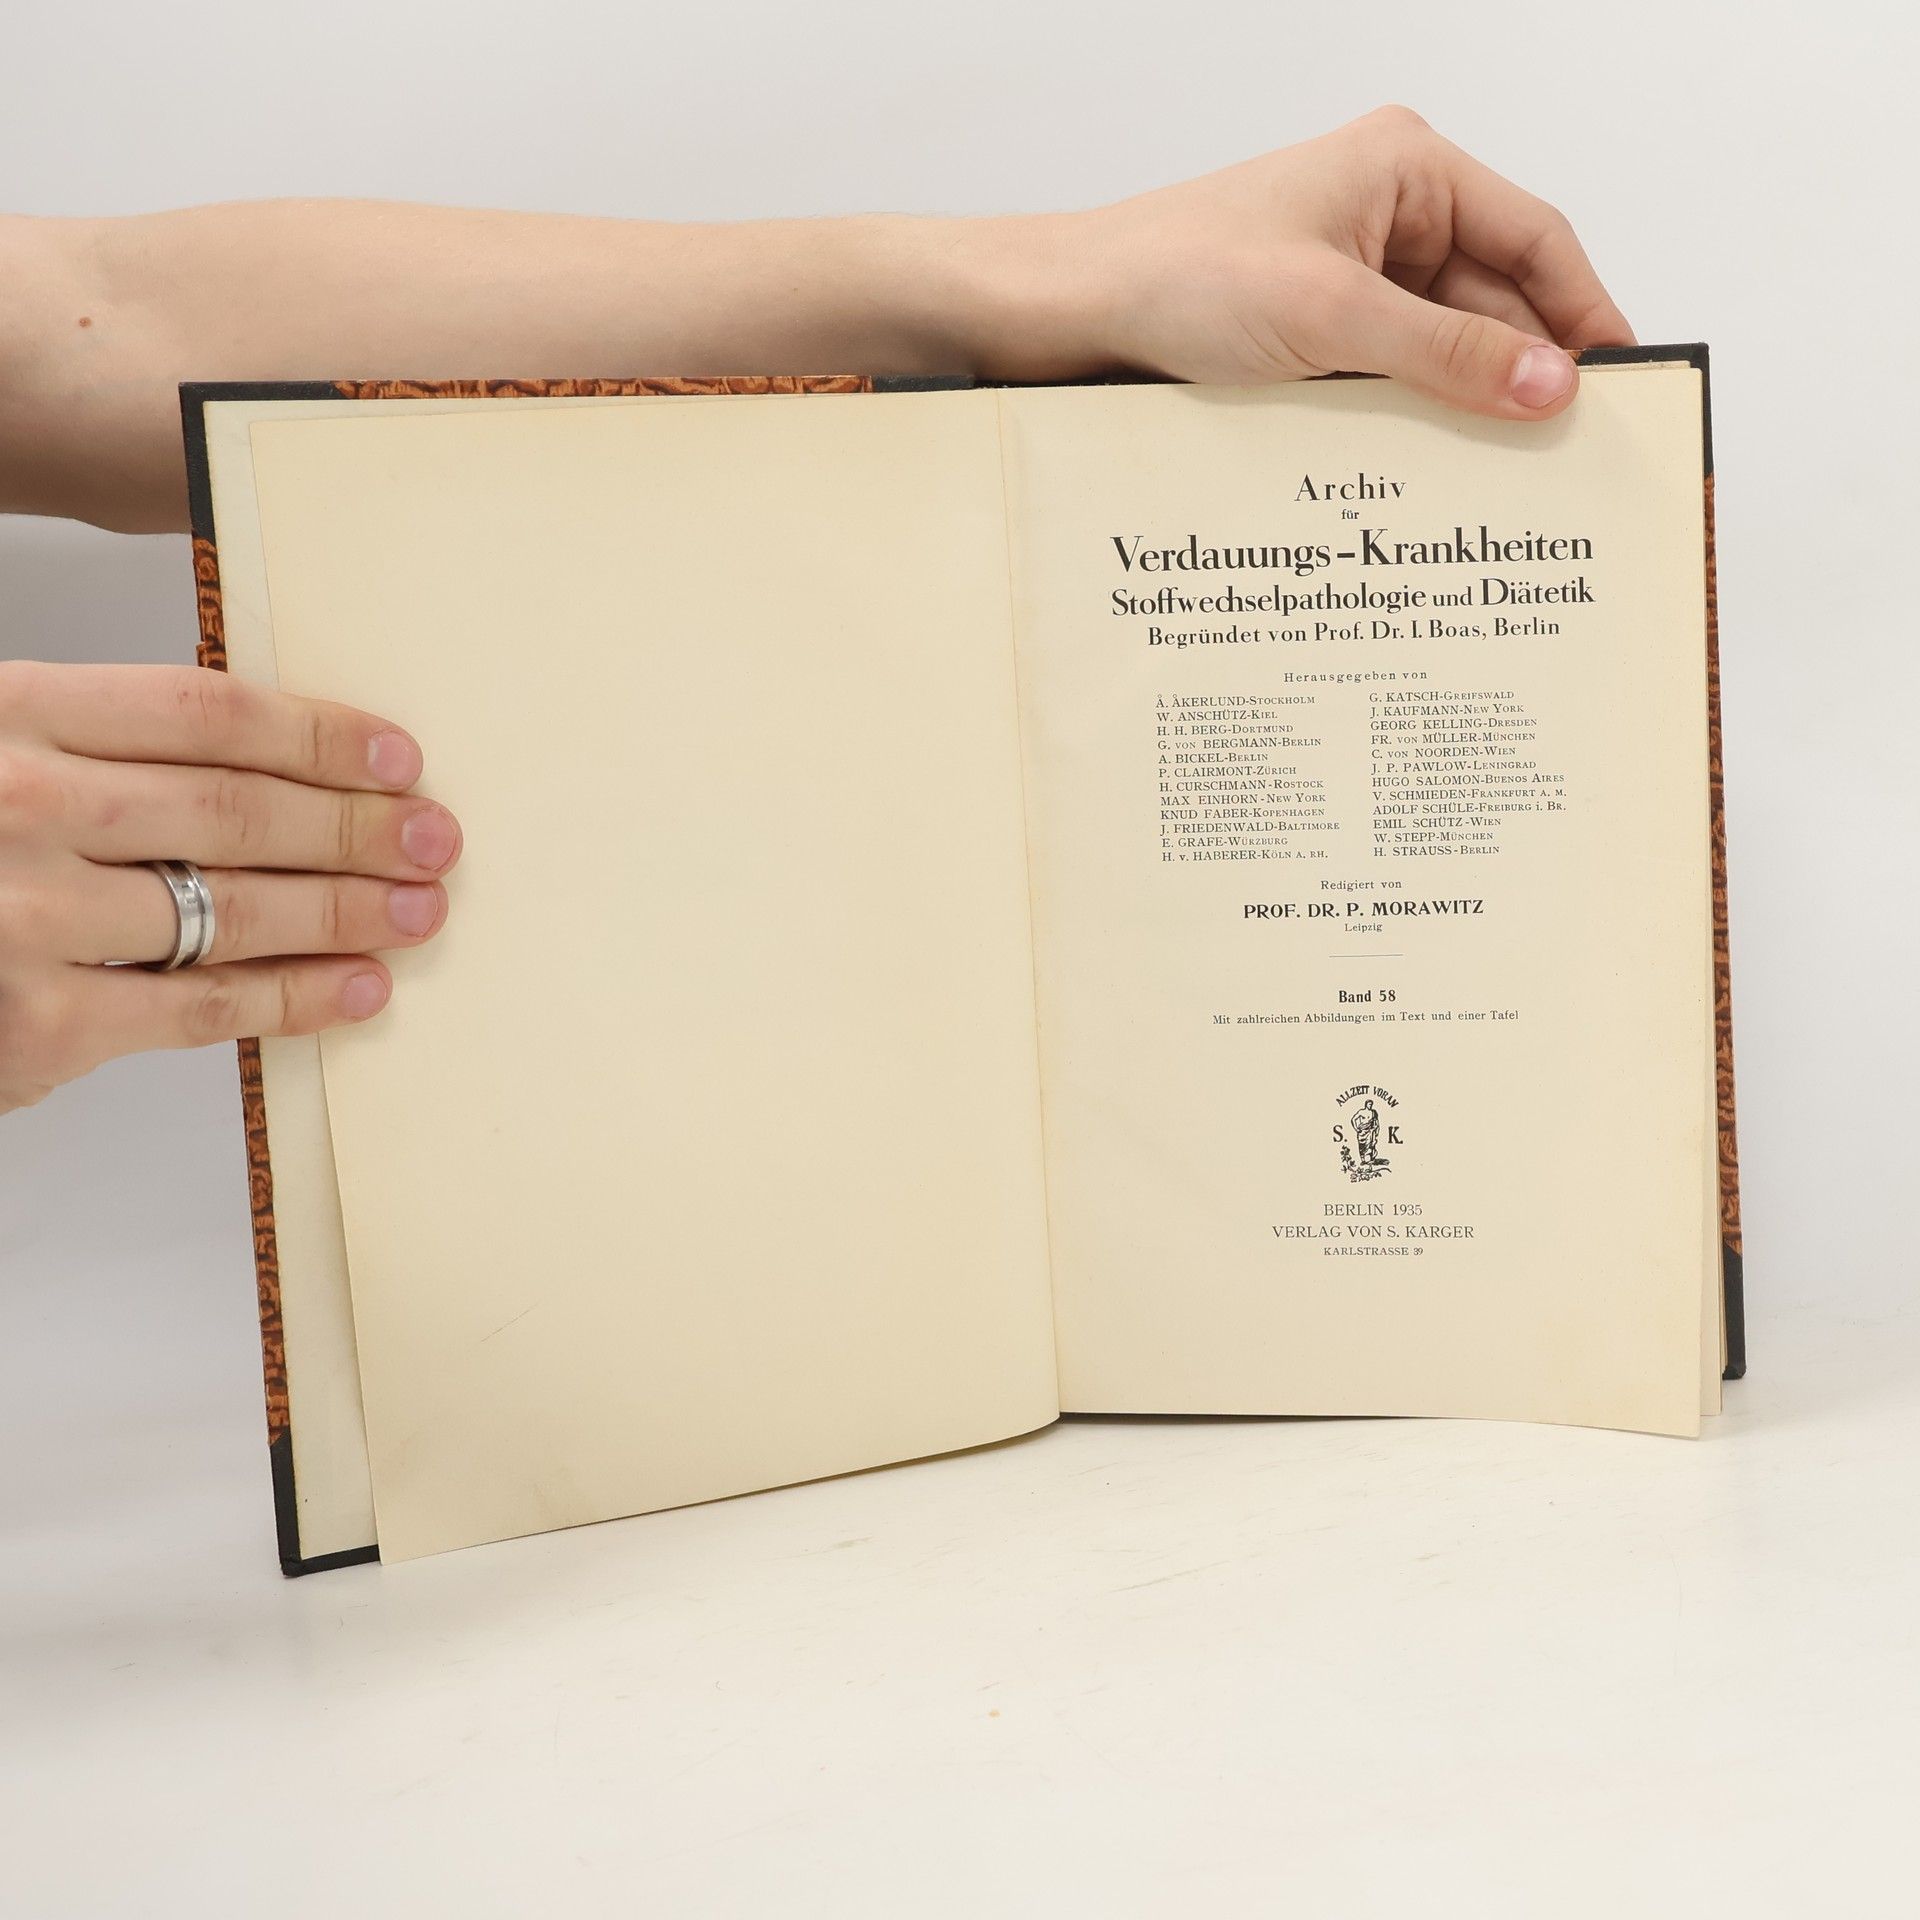 Archiv
für
Verdauungs-Krankheiten
Stoffwechselpathologie und Diätetik
Begründet von Prof. Dr. I. Boas, Berlin
Herausgegeben von
Å. ÅKERLUND-STOCKHOLM
W. ANSCHÜTZ-KIEL
H. H. BERG-DORTMUND
G. VON BERGMANN-BERLIN
A. BICKEL-BERLIN
P. CLAIRMONT-ZÜRICH
H. CURSCHMANN-ROSTOCK
MAX EINHORN-NEW YORK
KNUD FABER-KOPENHAGEN
J. FRIEDENWALD-BALTIMORE
E. GRAFE-WÜRZBURG
H. v. HABERER-KÖLN A. RH.
G. KATSCH-GREIFSWALD
J. KAUFMANN-NEW YORK
GEORG KELLING-DRESDEN
FR. VON MÜLLER-MÜNCHEN
C. VON NOORDEN-WIEN
J. P. PAWLOW-LENINGRAD
HUGO SALOMON-BUENOS AIRES
V. SCHMIEDEN-FRANKFURT A. M.
ADOLF SCHÜLE-FREIBURG I. BR.
EMIL SCHÜTZ-WIEN
W. STEPP-MÜNCHEN
H. STRAUSS-BERLIN
Redigiert von
PROF. DR. P. MORAWITZ
Leipzig
Band 58
Mit zahlreichen Abbildungen im Text und einer Tafel
ALLZEIT VORAN
S. K.
BERLIN 1935
VERLAG VON S. KARGER
KARLSTRASSE 39